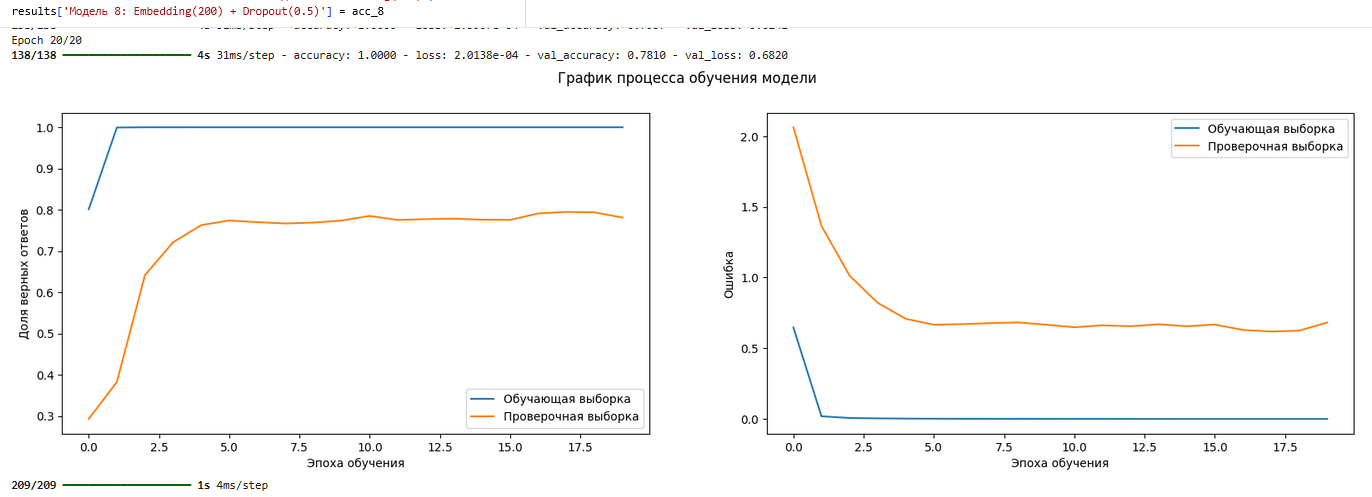 results['Модель 8: Embedding(200) + Dropout(0.5)'] = acc_8
Epoch 20/20
138/138 4s 31ms/step - accuracy: 1.0000 - loss: 2.0138e-04 - val_accuracy: 0.7810 - val_loss: 0.6820
График процесса обучения модели
Доля верных ответов
1.0
0.9
0.8
0.7
0.6
0.5
0.4
0.3
Обучающая выборка
Проверочная выборка
0.0 2.5 5.0 7.5 10.0 12.5 15.0 17.5
Эпоха обучения
Ошибка
2.0
1.5
1.0
0.5
0.0
Обучающая выборка
Проверочная выборка
0.0 2.5 5.0 7.5 10.0 12.5 15.0 17.5
Эпоха обучения
209/209 1s 4ms/step